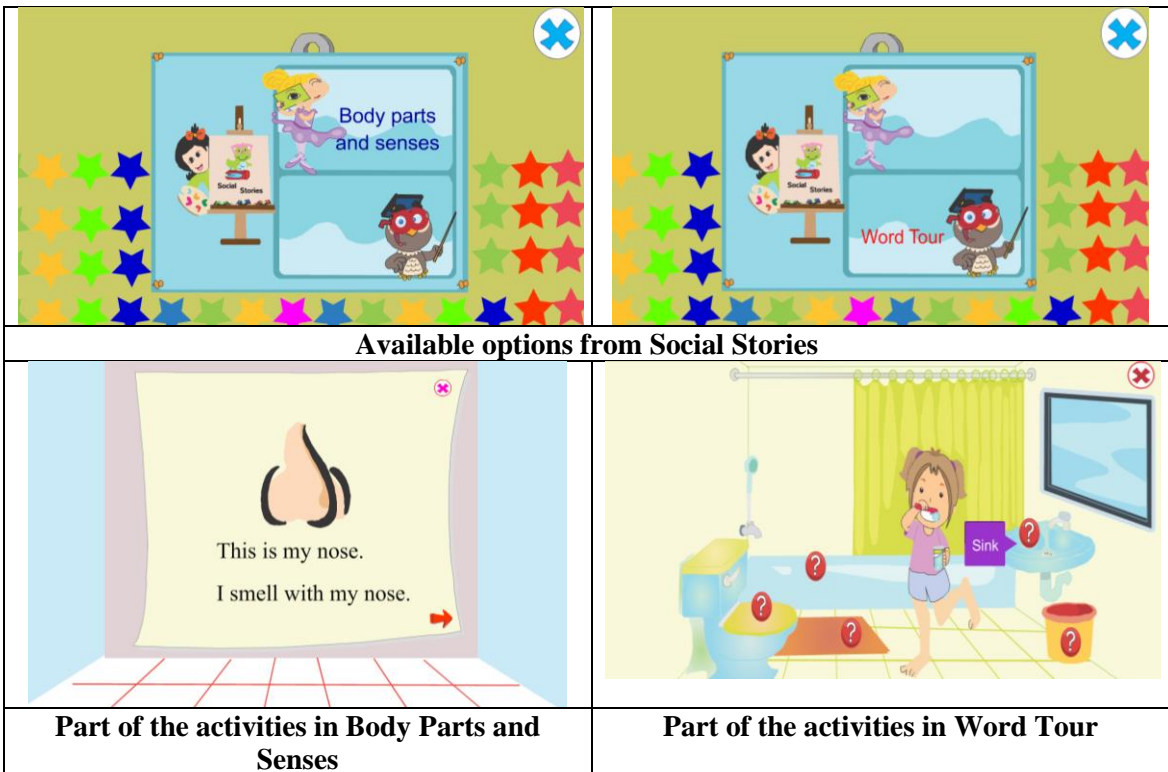 Body parts
and senses
Social
Stories
Social
Stories
Word Tour
Available options from Social Stories
This is my nose.
I smell with my nose.
?
?
?
Sink
?
?
Part of the activities in Body Parts and
Senses
Part of the activities in Word Tour